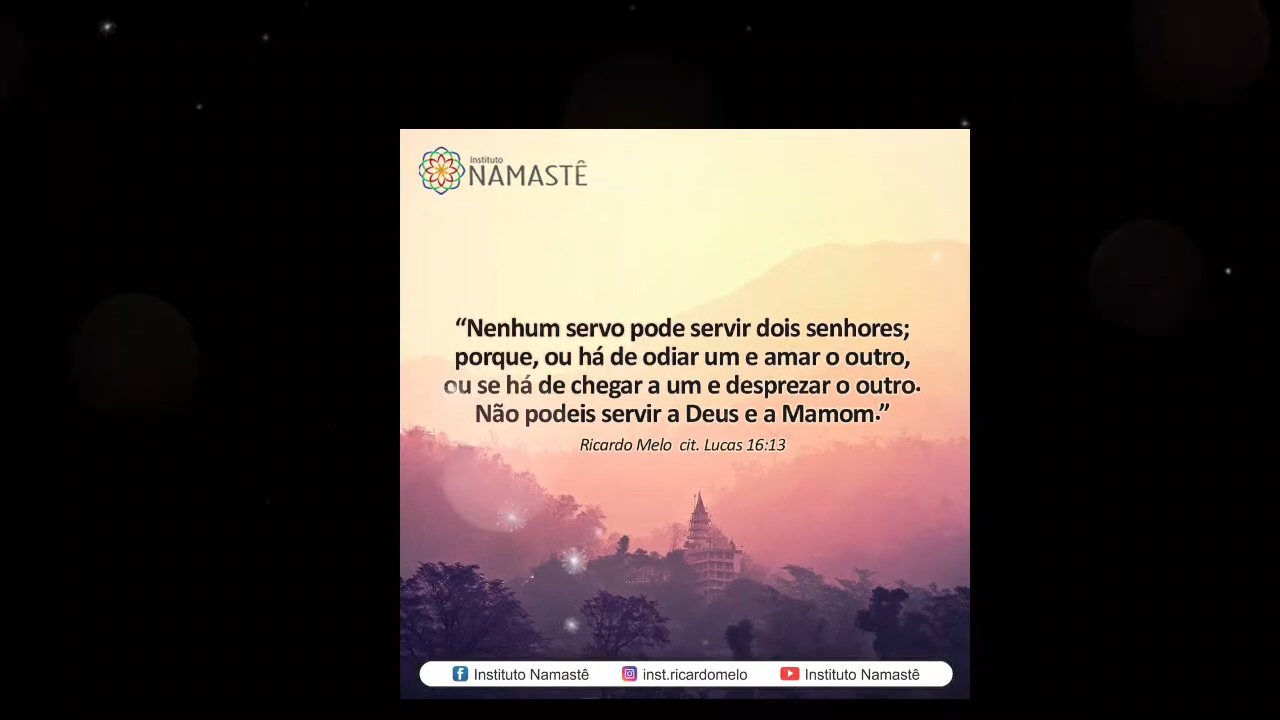 Instituto
NAMASTÊ
“Nenhum servo pode servir dois senhores;
porque, ou há de odiar um e amar o outro,
ou se há de chegar a um e desprezar o outro.
Não podeis servir a Deus e a Mamom.”
Ricardo Melo cit. Lucas 16:13
Instituto Namastê inst.ricardomelo Instituto Namastê